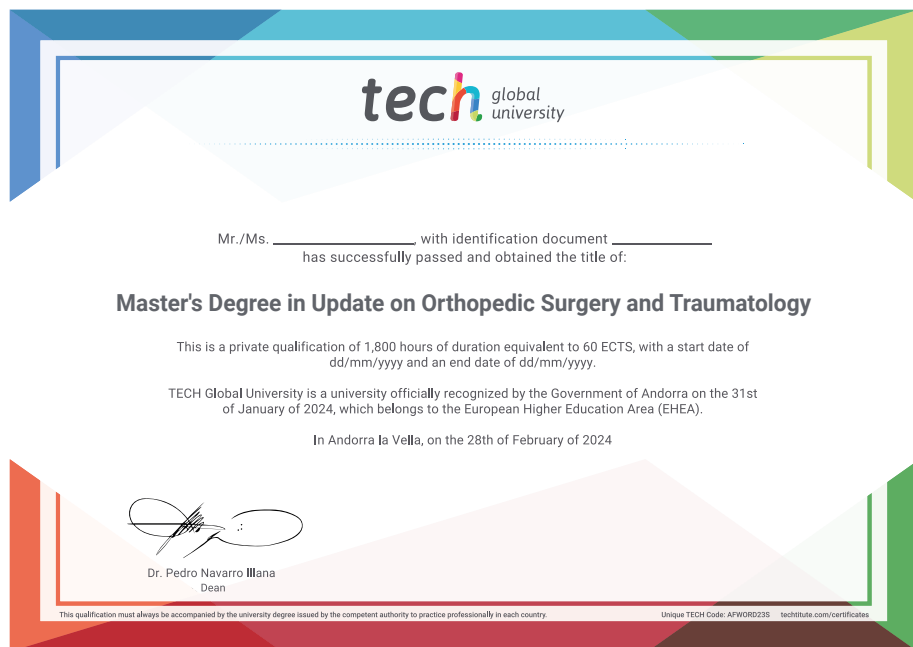 tech global university
Mr./Ms. ____________________, with identification document ______________
has successfully passed and obtained the title of:
Master's Degree in Update on Orthopedic Surgery and Traumatology
This is a private qualification of 1,800 hours of duration equivalent to 60 ECTS, with a start date of
dd/mm/yyyy and an end date of dd/mm/yyyy.
TECH Global University is a university officially recognized by the Government of Andorra on the 31st
of January of 2024, which belongs to the European Higher Education Area (EHEA).
In Andorra la Vella, on the 28th of February of 2024
Dr. Pedro Navarro Illana
Dean
This qualification must always be accompanied by the university degree issued by the competent authority to practice professionally in each country.
Unique TECH Code: AFWORD23S techtitute.com/certificates